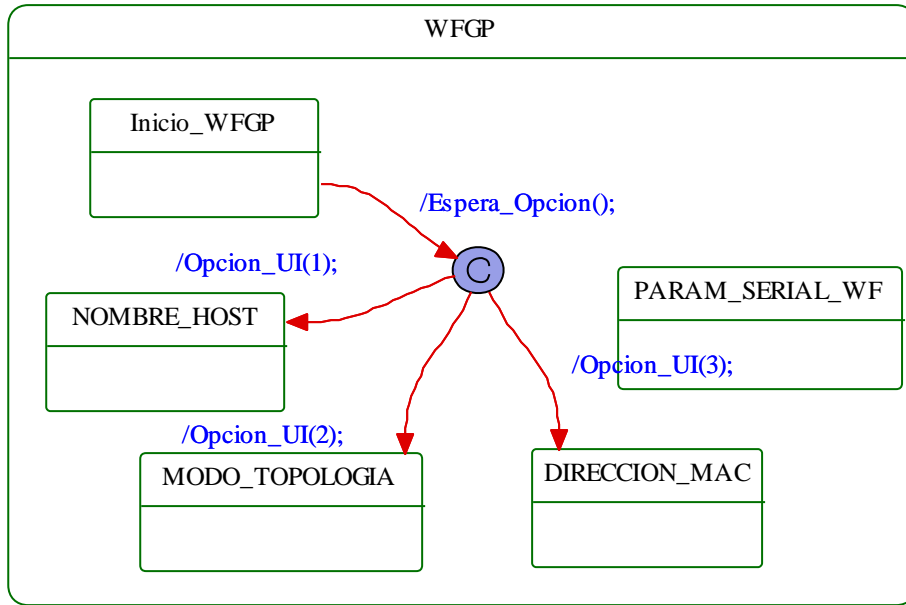 WFGP
Inicio_WFGP
/Espera_Opcion();
/Opcion_UI(1);
C
PARAM_SERIAL_WF
NOMBRE_HOST
/Opcion_UI(3);
/Opcion_UI(2);
MODO_TOPOLOGIA
DIRECCION_MAC